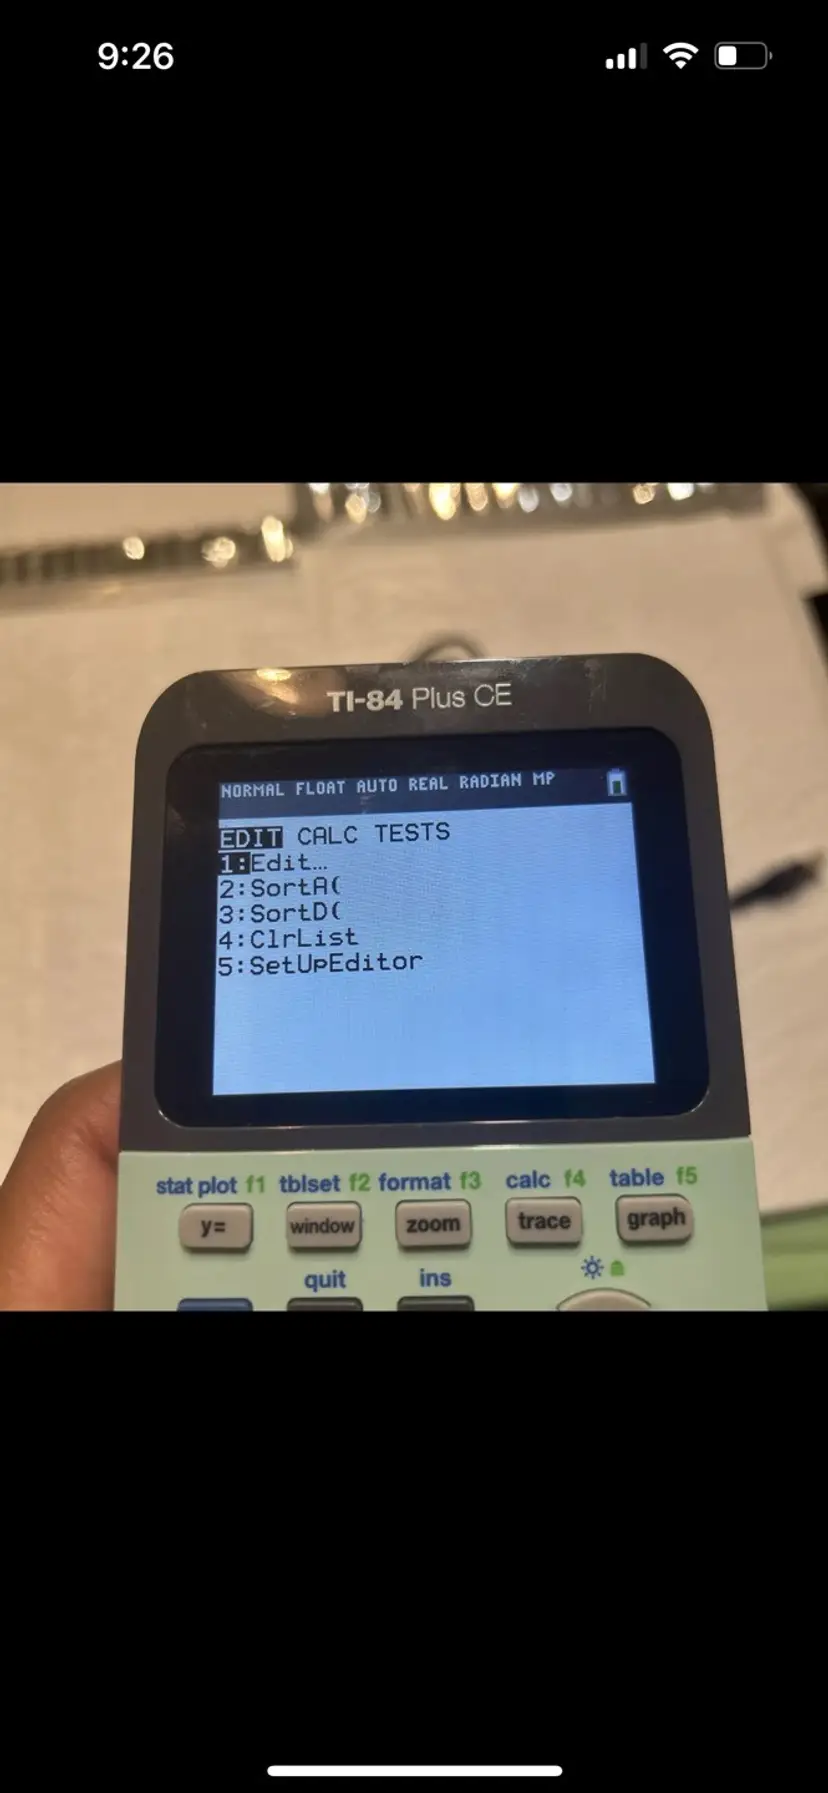 9:26
TI-84 Plus CE
NORMAL FLOAT AUTO REAL RADIAN MP
EDIT CALC TESTS
1:Edit…
2:SortA(
3:SortD(
4:ClrList
5:SetUpEditor
stat plot f1 tblset f2 format f3 calc f4 table f5
y= window zoom trace graph
quit ins